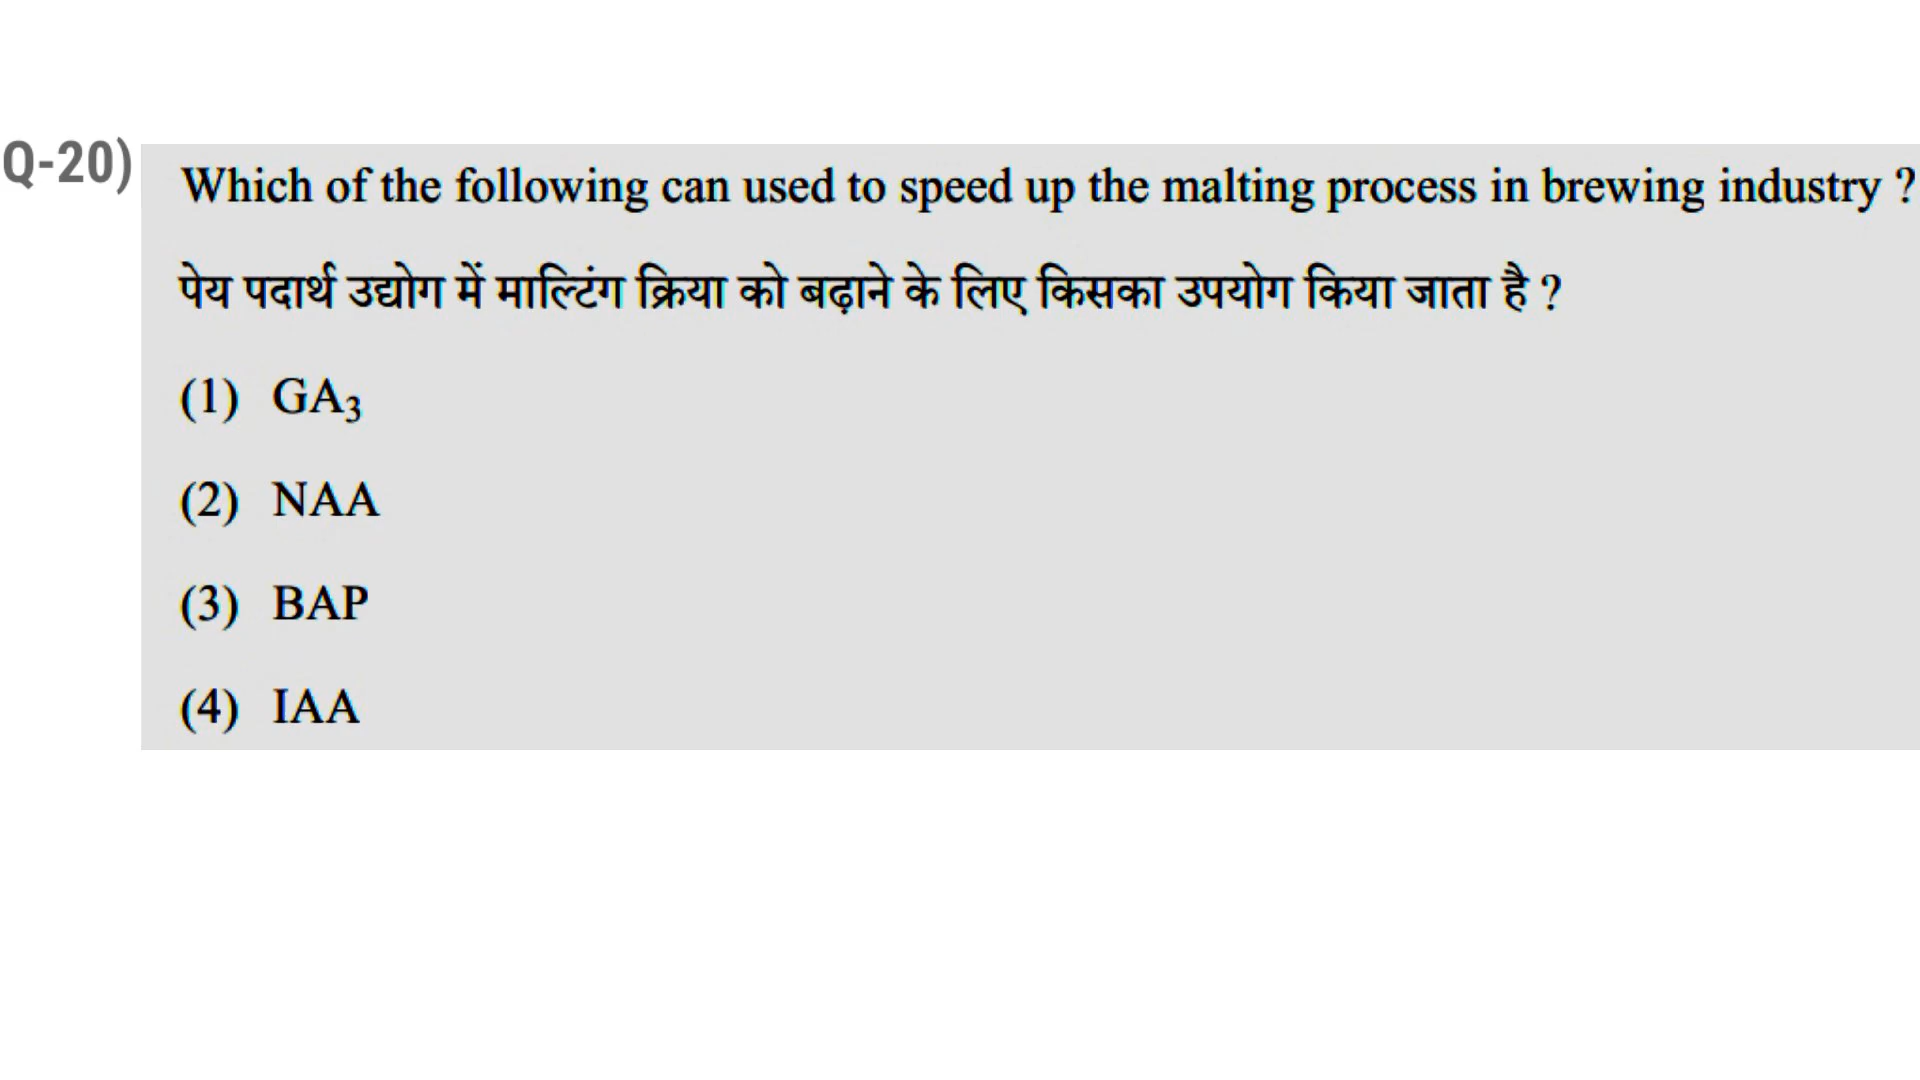 Q-20)
Which of the following can used to speed up the malting process in brewing industry ?
पेय पदार्थ उद्योग में माल्टिंग क्रिया को बढ़ाने के लिए किसका उपयोग किया जाता है ?
(1) GA₃
(2) NAA
(3) BAP
(4) IAA